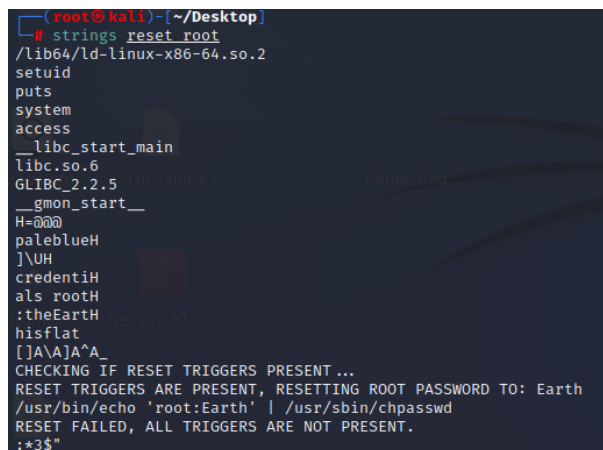 ┌──(root㉿kali)-[~/Desktop]
└─# strings reset_root
/lib64/ld-linux-x86-64.so.2
setuid
puts
system
access
__libc_start_main
libc.so.6
GLIBC_2.2.5
__gmon_start__
H=@@@
paleblueH
]\UH
credentiH
als rootH
:theEartH
hisflat
[]A\A]A^A_
CHECKING IF RESET TRIGGERS PRESENT...
RESET TRIGGERS ARE PRESENT, RESETTING ROOT PASSWORD TO: Earth
/usr/bin/echo 'root:Earth' | /usr/sbin/chpasswd
RESET FAILED, ALL TRIGGERS ARE NOT PRESENT.
:*3$"
Pentesting
Nessus-10,...